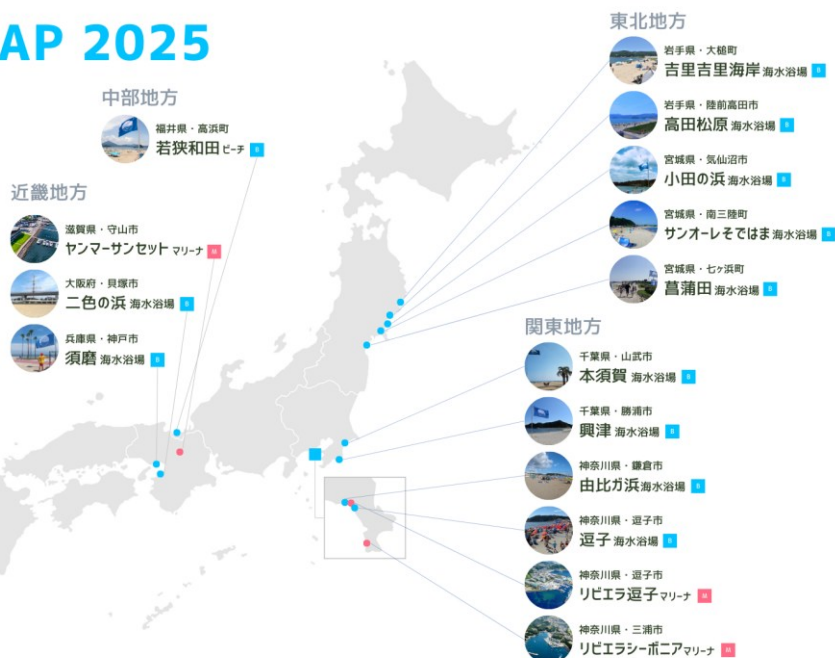 AP 2025
中部地方
福井県・高浜町
若狭和田 ビーチ B
近畿地方
滋賀県・守山市
ヤンマーサンセット マリーナ M
大阪府・貝塚市
二色の浜 海水浴場 B
兵庫県・神戸市
須磨 海水浴場 B
東北地方
岩手県・大槌町
吉里吉里海岸 海水浴場 B
岩手県・陸前高田市
高田松原 海水浴場 B
宮城県・気仙沼市
小田の浜 海水浴場 B
宮城県・南三陸町
サンオーレそではま 海水浴場 B
宮城県・七ヶ浜町
菖蒲田 海水浴場 B
関東地方
千葉県・山武市
本須賀 海水浴場 B
千葉県・勝浦市
興津 海水浴場 B
神奈川県・鎌倉市
由比ガ浜 海水浴場 B
神奈川県・逗子市
逗子 海水浴場 B
神奈川県・逗子市
リビエラ逗子 マリーナ M
神奈川県・三浦市
リビエラシーボニア マリーナ M